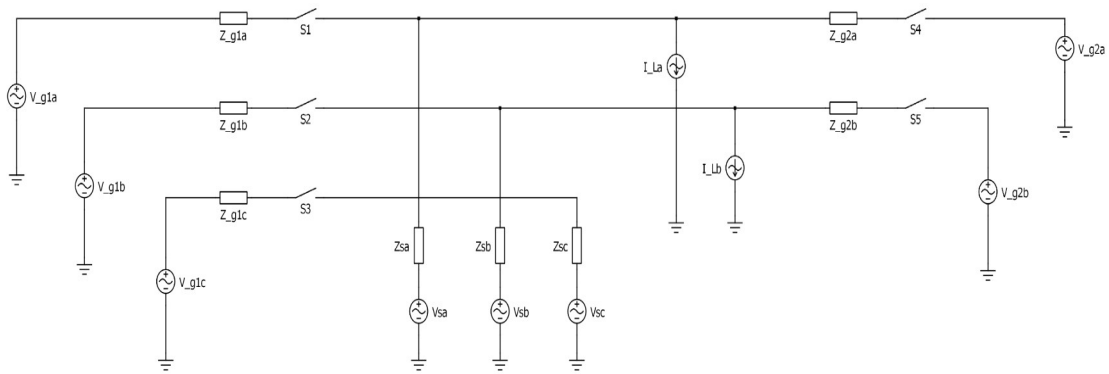 Z_g1a S1 Z_g2a S4
V_g1a I_La V_g2a
Z_g1b S2 Z_g2b S5
V_g1b I_Lb V_g2b
Z_g1c S3
Zsa Zsb Zsc
V_g1c
Vsa Vsb Vsc